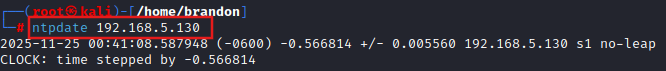 ┌──(root㉿kali)-[/home/brandon]
└─# ntpdate 192.168.5.130
2025-11-25 00:41:08.587948 (-0600) -0.566814 +/- 0.005560 192.168.5.130 s1 no-leap
CLOCK: time stepped by -0.566814